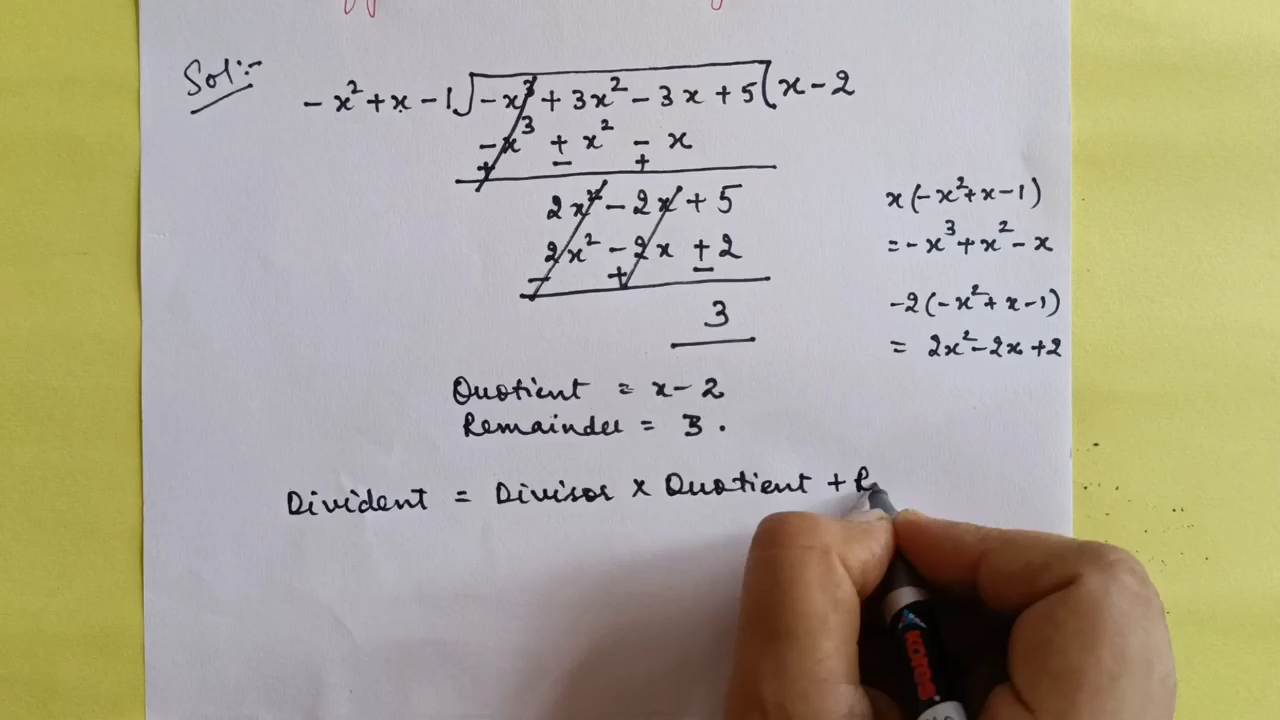 Sol:-
- x² + x - 1 ) - x³ + 3x² - 3x + 5 ( x - 2
- x³ + x² - x
+ - +
2x² - 2x + 5
2x² - 2x + 2
- + -
3
x(-x² + x - 1)
= - x³ + x² - x
-2(-x² + x - 1)
= 2x² - 2x + 2
Quotient = x - 2
Remainder = 3.
Divident = Divisor x Quotient + R
KORES